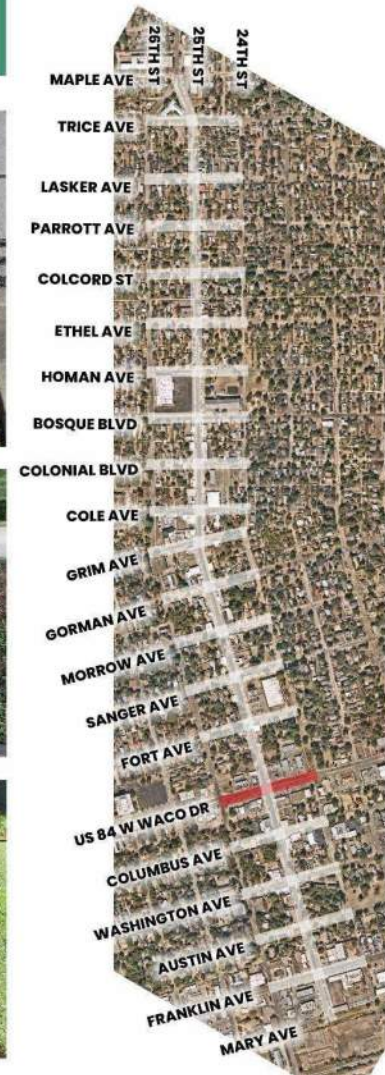 26TH ST
25TH ST
24TH ST
MAPLE AVE
TRICE AVE
LASKER AVE
PARROTT AVE
COLCORD ST
ETHEL AVE
HOMAN AVE
BOSQUE BLVD
COLONIAL BLVD
COLE AVE
GRIM AVE
GORMAN AVE
MORROW AVE
SANGER AVE
FORT AVE
US 84 W WACO DR
COLUMBUS AVE
WASHINGTON AVE
AUSTIN AVE
FRANKLIN AVE
MARY AVE